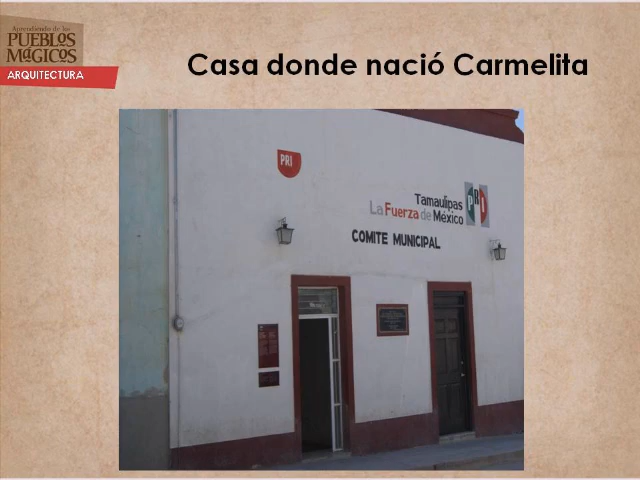 Aprendiendo de los
PUEBLOS
MáGICOS
ARQUITECTURA
Casa donde nació Carmelita
PRI
Tamaulipas
La Fuerza de México
PRI
COMITE MUNICIPAL